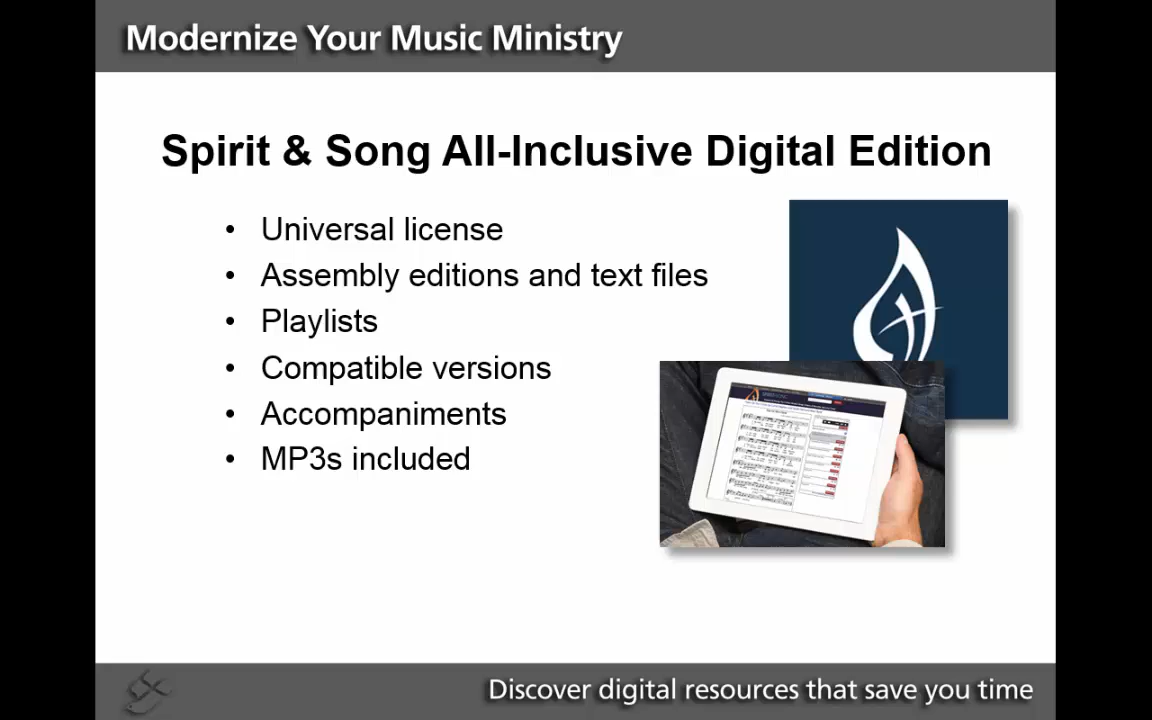 Modernize Your Music Ministry
Spirit & Song All-Inclusive Digital Edition
• Universal license
• Assembly editions and text files
• Playlists
• Compatible versions
• Accompaniments
• MP3s included
Discover digital resources that save you time